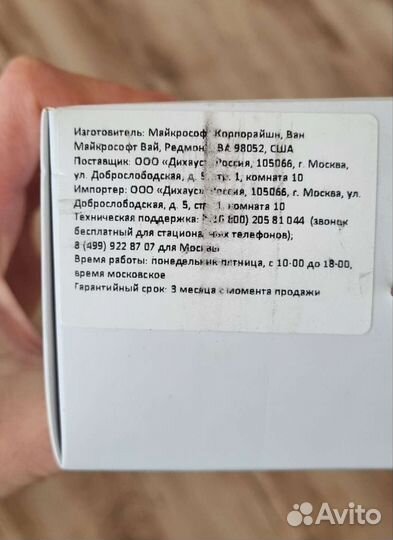 Изготовитель: Майкрософт Корпорайшн, Ван
Майкрософт Вай, Редмонд, ВА 98052, США
Поставщик: ООО «Дихаус» Россия, 105066, г. Москва,
ул. Доброслободская, д. 5, стр. 1, комната 10
Импортер: ООО «Дихаус» Россия, 105066, г. Москва, ул.
Доброслободская, д. 5, стр. 1, комната 10
Техническая поддержка: 800) 205 81 044 (звонок
бесплатный для стационарных телефонов);
8 (499) 922 87 07 для Москвы
Время работы: понедельник-пятница, с 10-00 до 18-00,
время московское
Гарантийный срок: 3 месяца с момента продажи
Avito